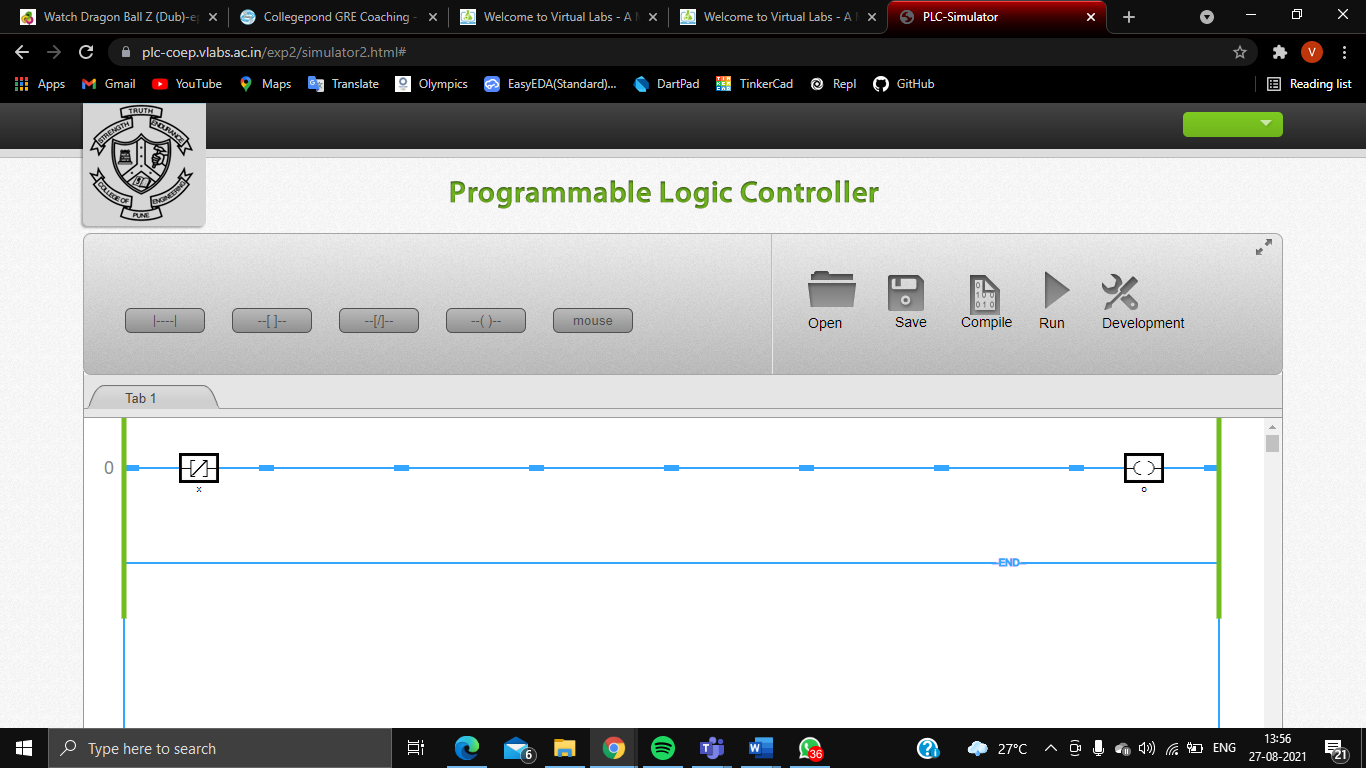 Watch Dragon Ball Z (Dub)-ep
Collegepond GRE Coaching -
Welcome to Virtual Labs - A M
Welcome to Virtual Labs - A M
PLC-Simulator
plc-coep.vlabs.ac.in/exp2/simulator2.html#
V
Apps
Gmail
YouTube
Maps
Translate
Olympics
EasyEDA(Standard)...
DartPad
TinkerCad
Repl
GitHub
Reading list
TRUTH
STRENGTH
ENDURANCE
COLLEGE OF
ENGINEERING
PUNE
Programmable Logic Controller
|----|
--[ ]--
--[/]--
--( )--
mouse
Open
Save
Compile
Run
Development
Tab 1
0
x
o
END
Type here to search
6
36
27°C
ENG
13:56
27-08-2021
21